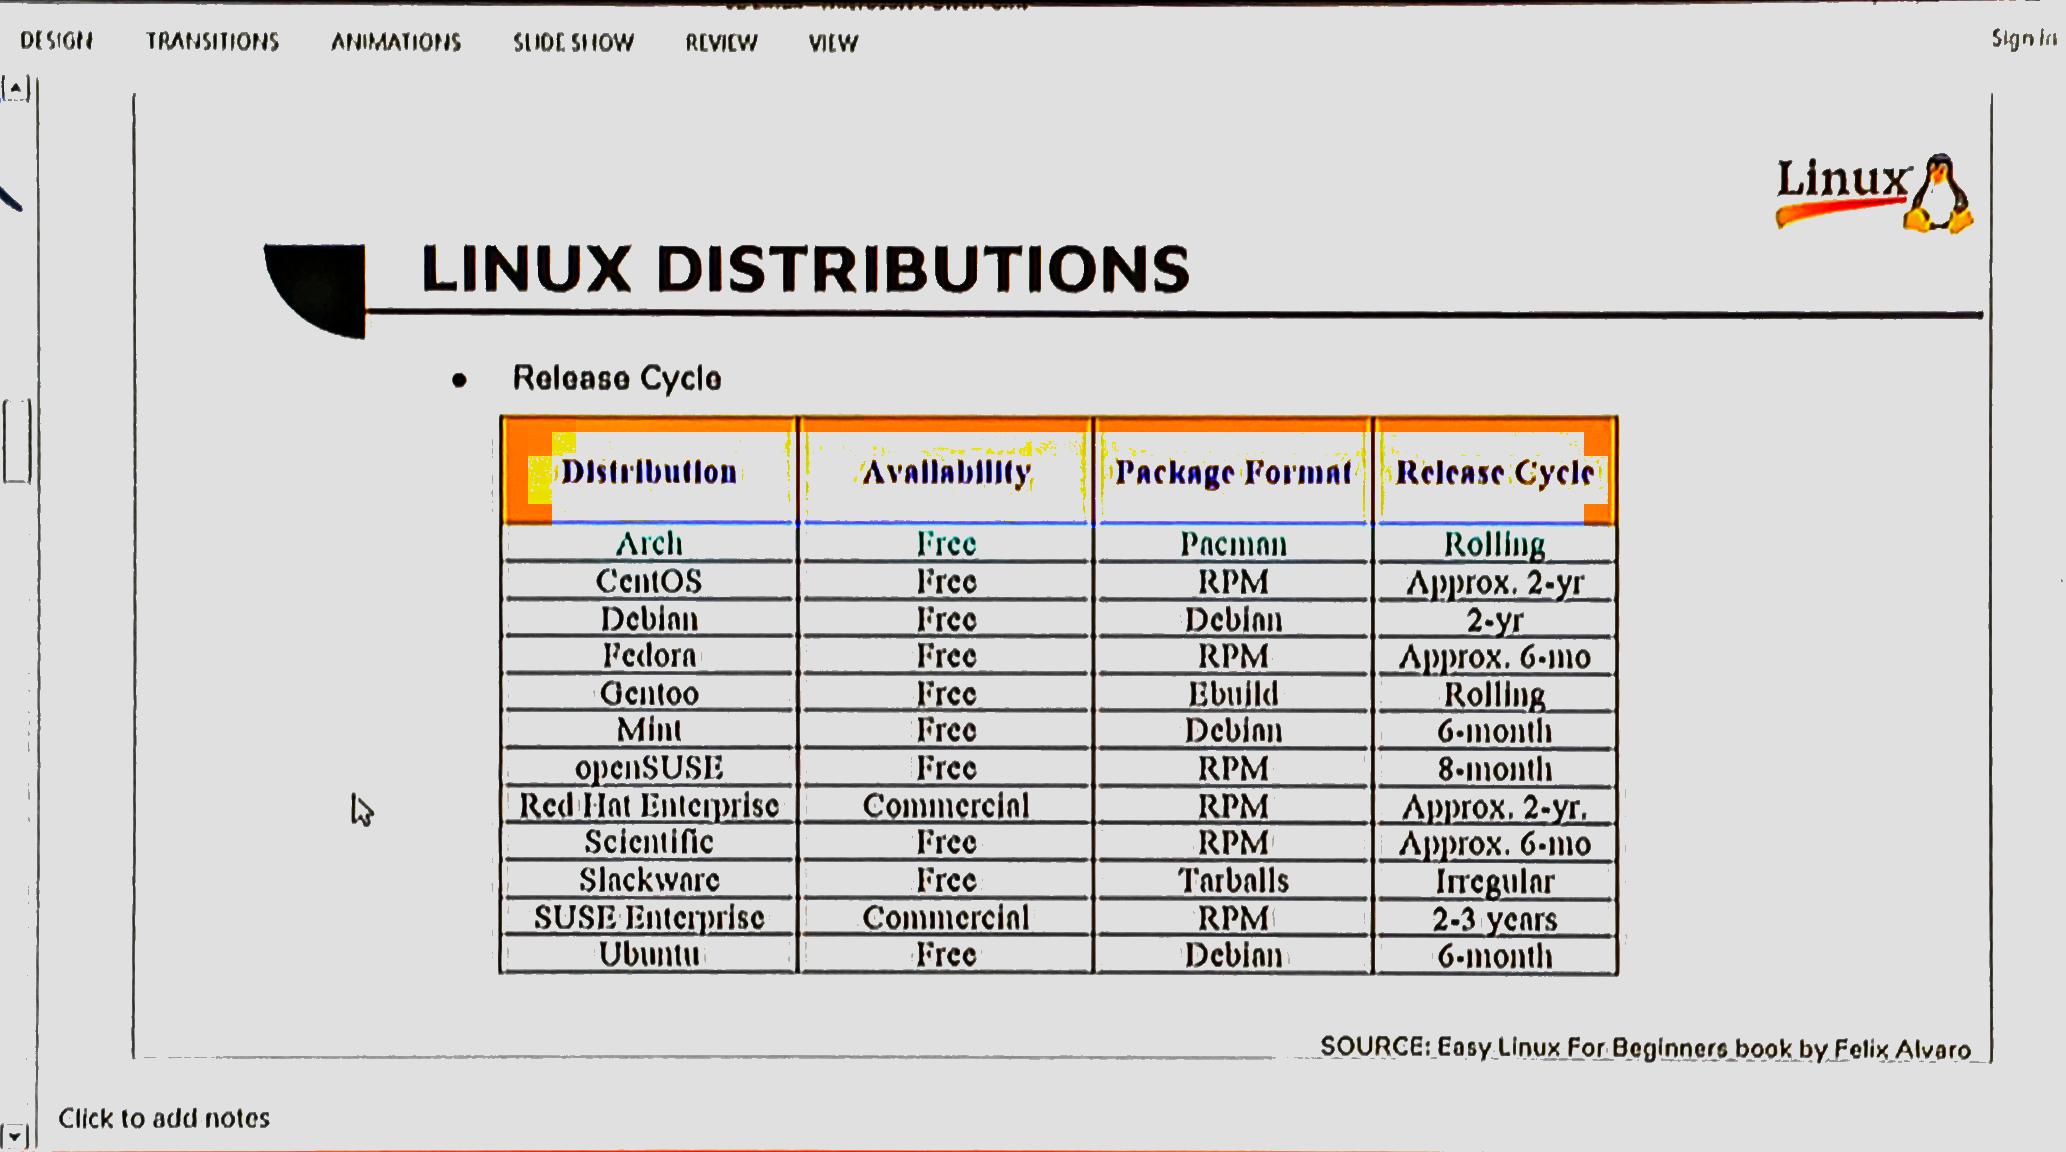 DESIGN TRANSITIONS ANIMATIONS SLIDE SHOW REVIEW VIEW Sign in
Linux
LINUX DISTRIBUTIONS
• Release Cycle
Distribution Availability Package Format Release Cycle
Arch Free Pacman Rolling
CentOS Free RPM Approx. 2-yr
Debian Free Debian 2-yr
Fedora Free RPM Approx. 6-mo
Gentoo Free Ebuild Rolling
Mint Free Debian 6-month
openSUSE Free RPM 8-month
Red Hat Enterprise Commercial RPM Approx. 2-yr.
Scientific Free RPM Approx. 6-mo
Slackware Free Tarballs Irregular
SUSE Enterprise Commercial RPM 2-3 years
Ubuntu Free Debian 6-month
SOURCE: Easy Linux For Beginners book by Felix Alvaro
Click to add notes